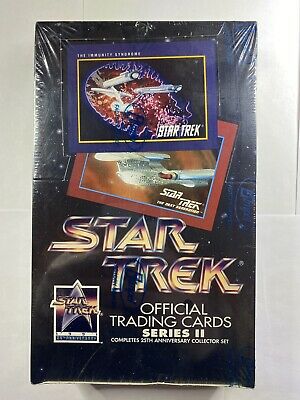 THE IMMUNITY SYNDROME
STAR TREK
STAR TREK
THE NEXT GENERATION
STAR
TREK®
STAR
TREK
25TH ANNIVERSARY
OFFICIAL
TRADING CARDS
SERIES II
COMPLETES 25TH ANNIVERSARY COLLECTOR SET